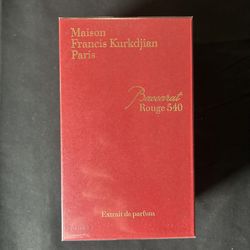 Maison
Francis Kurkdjian
Paris
Baccarat
Rouge 540
Extrait de parfum